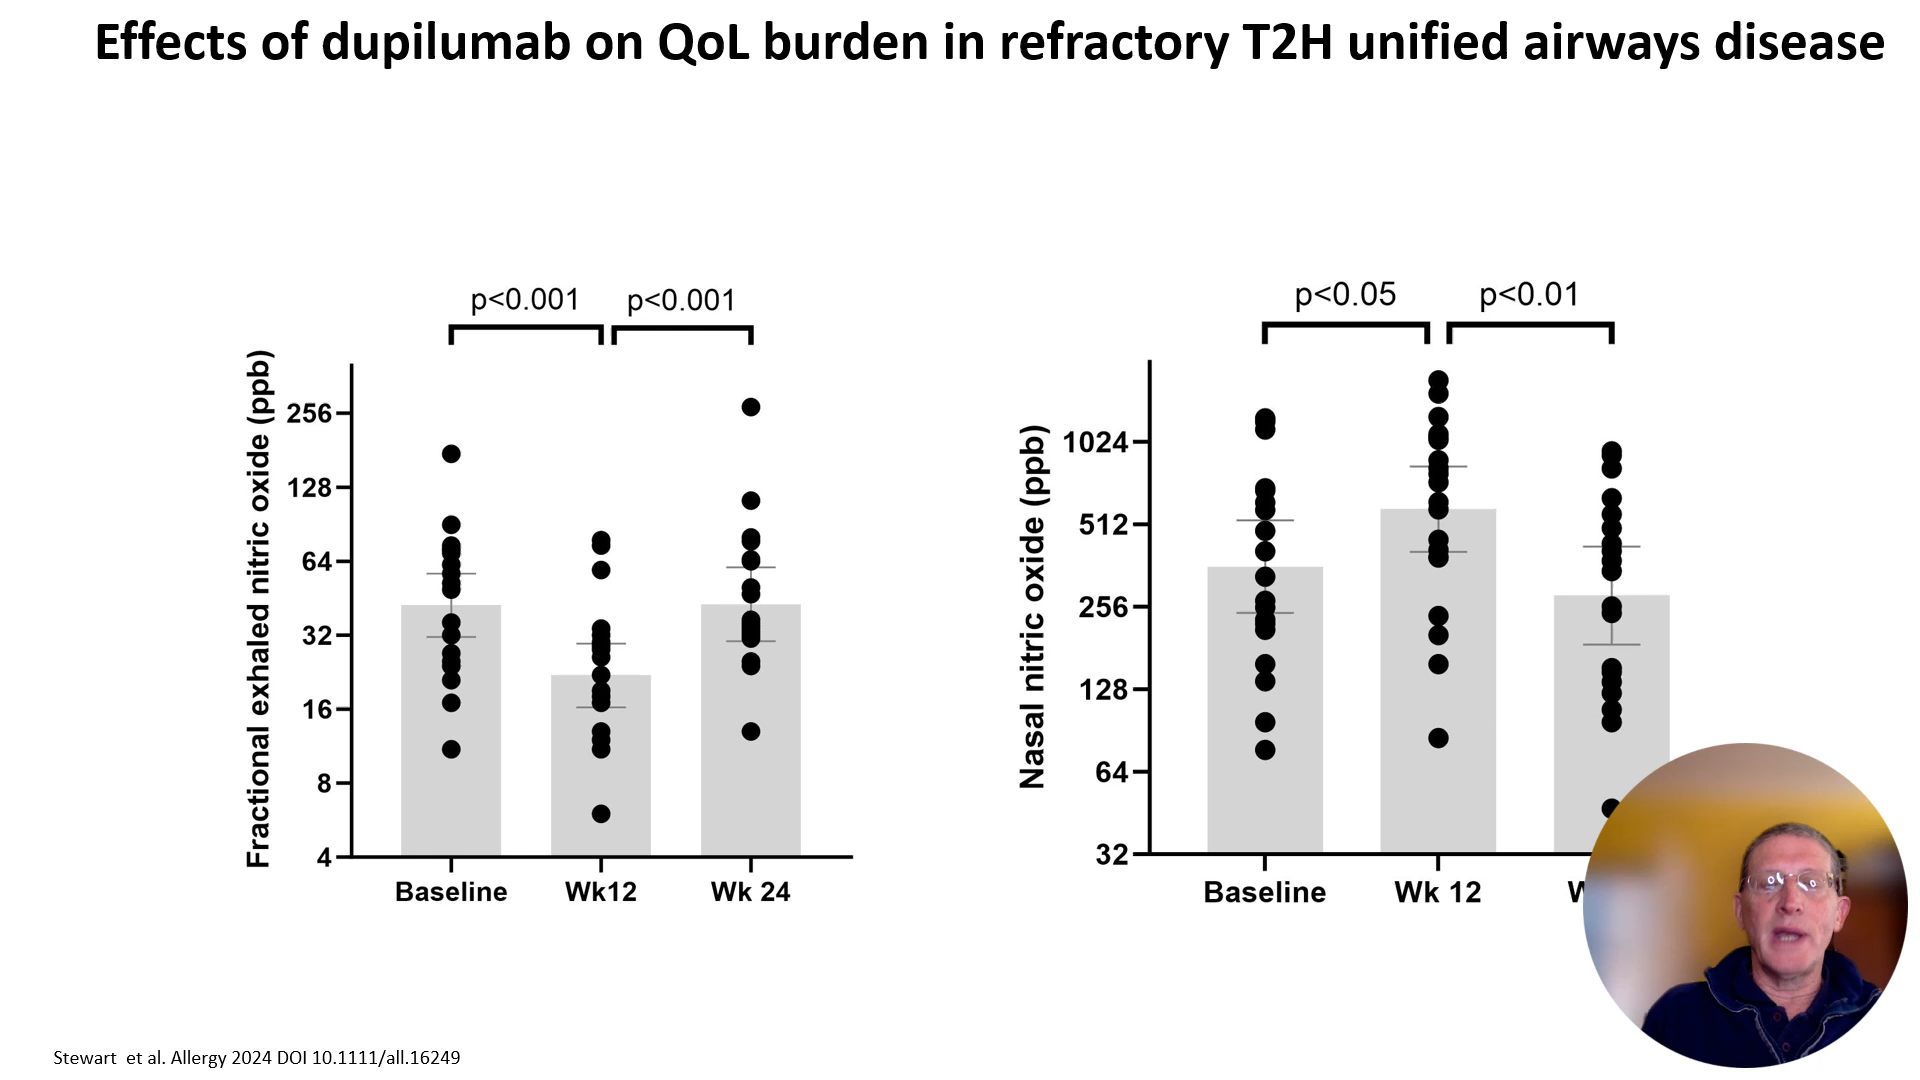 Effects of dupilumab on QoL burden in refractory T2H unified airways disease
p<0.001
p<0.001
Fractional exhaled nitric oxide (ppb)
256
128
64
32
16
8
4
Baseline
Wk12
Wk 24
p<0.05
p<0.01
Nasal nitric oxide (ppb)
1024
512
256
128
64
32
Baseline
Wk 12
Stewart et al. Allergy 2024 DOI 10.1111/all.16249